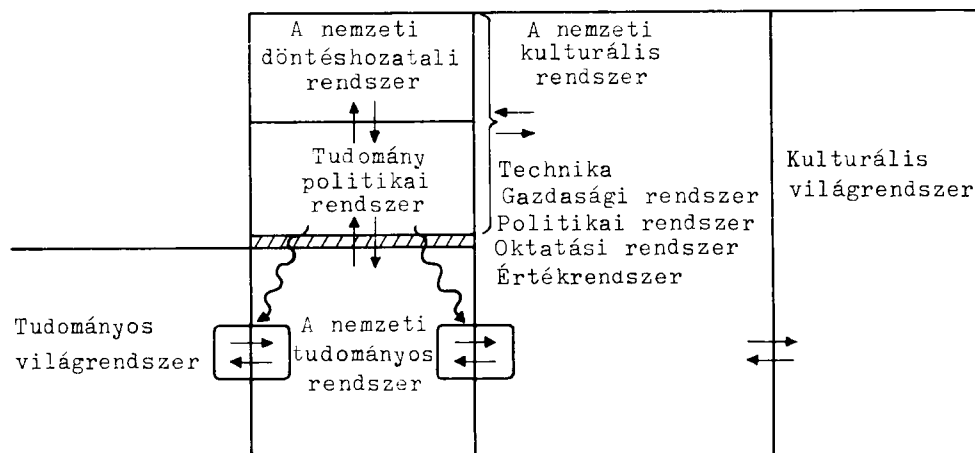 A nemzeti
döntéshozatali
rendszer
Tudomány
politikai
rendszer
A nemzeti
kulturális
rendszer
Technika
Gazdasági rendszer
Politikai rendszer
Oktatási rendszer
Értékrendszer
Kulturális
világrendszer
Tudományos
világrendszer
A nemzeti
tudományos
rendszer